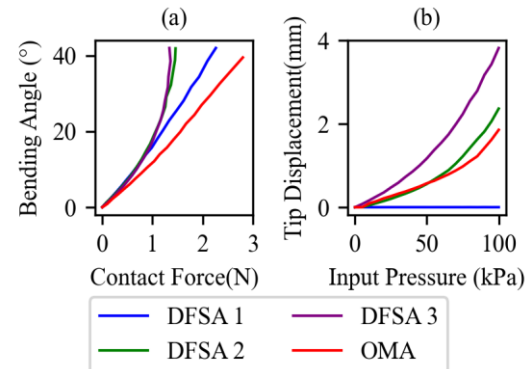 (a)
(b)
Bending Angle (°)
40
20
0
0 1 2 3
Contact Force(N)
Tip Displacement(mm)
4
2
0
0 50 100
Input Pressure (kPa)
DFSA 1
DFSA 2
DFSA 3
OMA